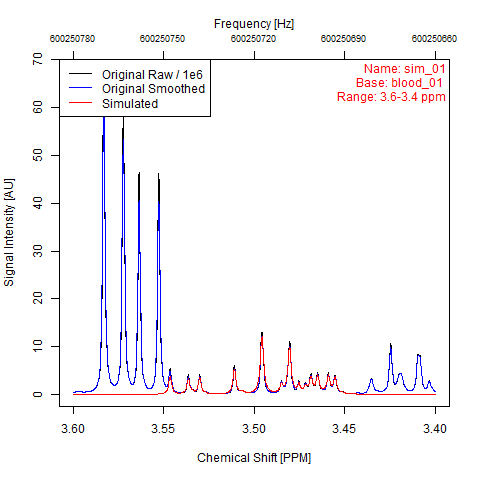 Frequency [Hz]
600250780 600250750 600250720 600250690 600250660
Original Raw / 1e6
Original Smoothed
Simulated
Name: sim_01
Base: blood_01
Range: 3.6-3.4 ppm
Signal Intensity [AU]
70
60
50
40
30
20
10
0
3.60 3.55 3.50 3.45 3.40
Chemical Shift [PPM]